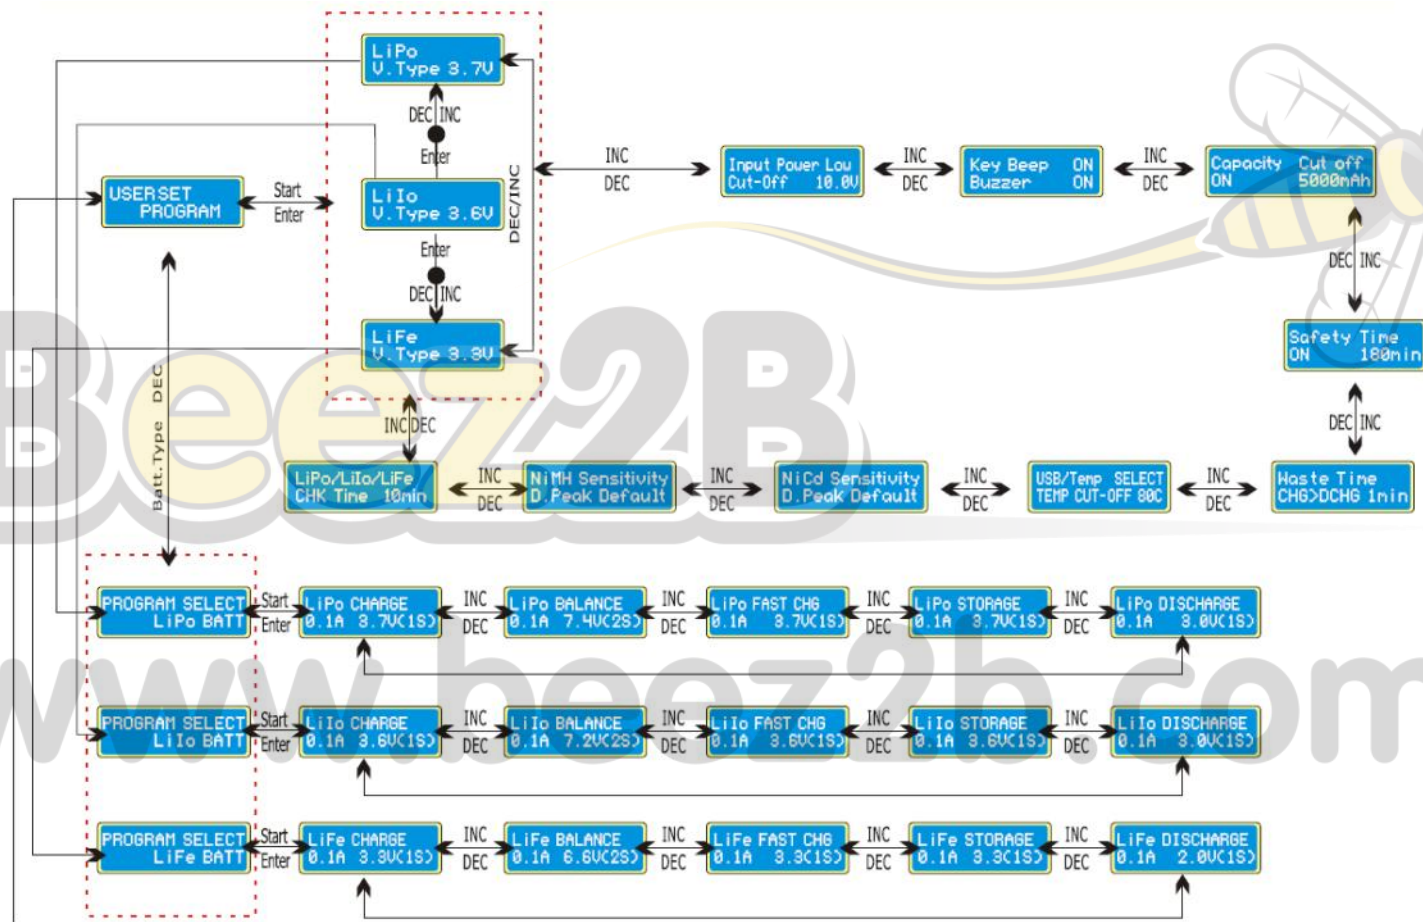 LiPo
V.Type 3.7V
DEC INC
Enter
LiIo
V.Type 3.6V
Enter
DEC INC
LiFe
V.Type 3.3V
DEC/INC
USERSET
PROGRAM
Start
Enter
INC
DEC
Input Power Low
Cut-Off 10.0V
INC
DEC
Key Beep ON
Buzzer ON
INC
DEC
Capacity Cut off
ON 5000mAh
DEC INC
Safety Time
ON 180min
DEC INC
Batt.Type DEC
INC DEC
LiPo/LiIo/LiFe
CHK Time 10min
INC
DEC
NiMH Sensitivity
D.Peak Default
INC
DEC
NiCd Sensitivity
D.Peak Default
INC
DEC
USB/Temp SELECT
TEMP CUT-OFF 80C
INC
DEC
Waste Time
CHG>DCHG 1min
PROGRAM SELECT
LiPo BATT
Start
Enter
LiPo CHARGE
0.1A 3.7V(1S)
INC
DEC
LiPo BALANCE
0.1A 7.4V(2S)
INC
DEC
LiPo FAST CHG
0.1A 3.7V(1S)
INC
DEC
LiPo STORAGE
0.1A 3.7V(1S)
INC
DEC
LiPo DISCHARGE
0.1A 3.0V(1S)
PROGRAM SELECT
LiIo BATT
Start
Enter
LiIo CHARGE
0.1A 3.6V(1S)
INC
DEC
LiIo BALANCE
0.1A 7.2V(2S)
INC
DEC
LiIo FAST CHG
0.1A 3.6V(1S)
INC
DEC
LiIo STORAGE
0.1A 3.6V(1S)
INC
DEC
LiIo DISCHARGE
0.1A 3.0V(1S)
PROGRAM SELECT
LiFe BATT
Start
Enter
LiFe CHARGE
0.1A 3.3V(1S)
INC
DEC
LiFe BALANCE
0.1A 6.6V(2S)
INC
DEC
LiFe FAST CHG
0.1A 3.3(1S)
INC
DEC
LiFe STORAGE
0.1A 3.3(1S)
INC
DEC
LiFe DISCHARGE
0.1A 2.0V(1S)
Beez2B
www.beez2b.com